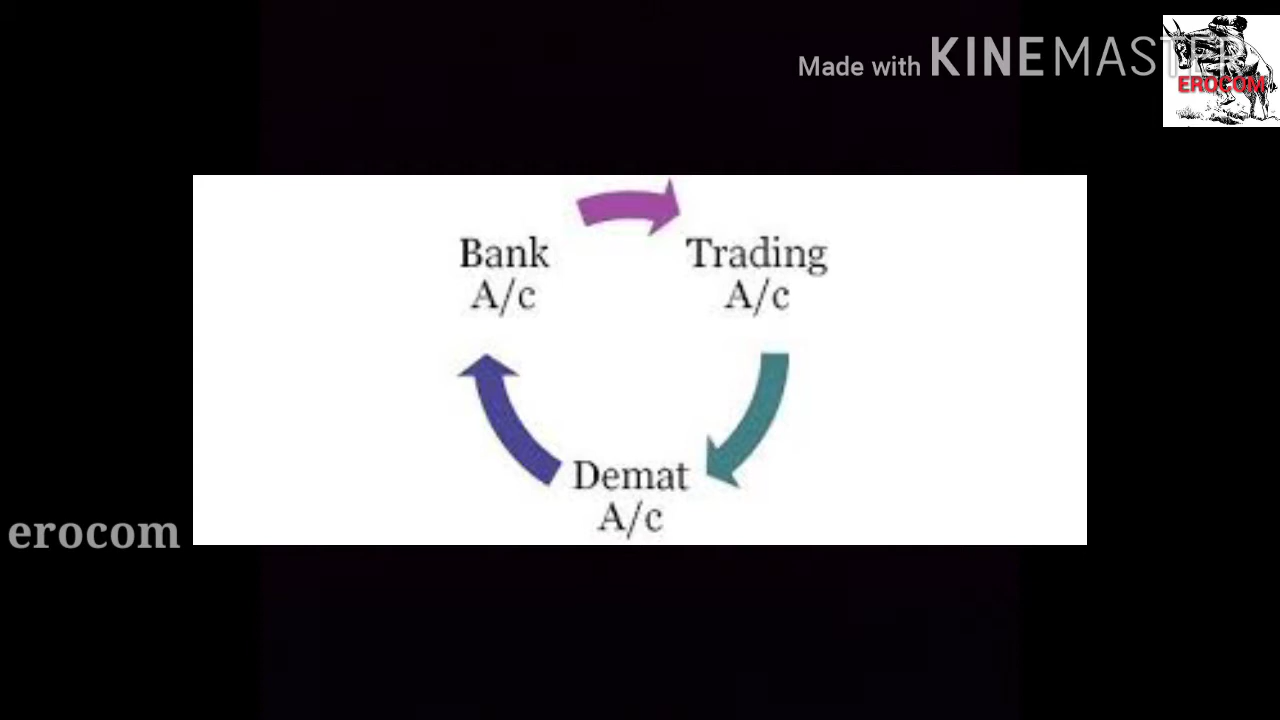 Made with KINEMASTER
EROCOM
Bank
A/c
Trading
A/c
Demat
A/c
erocom